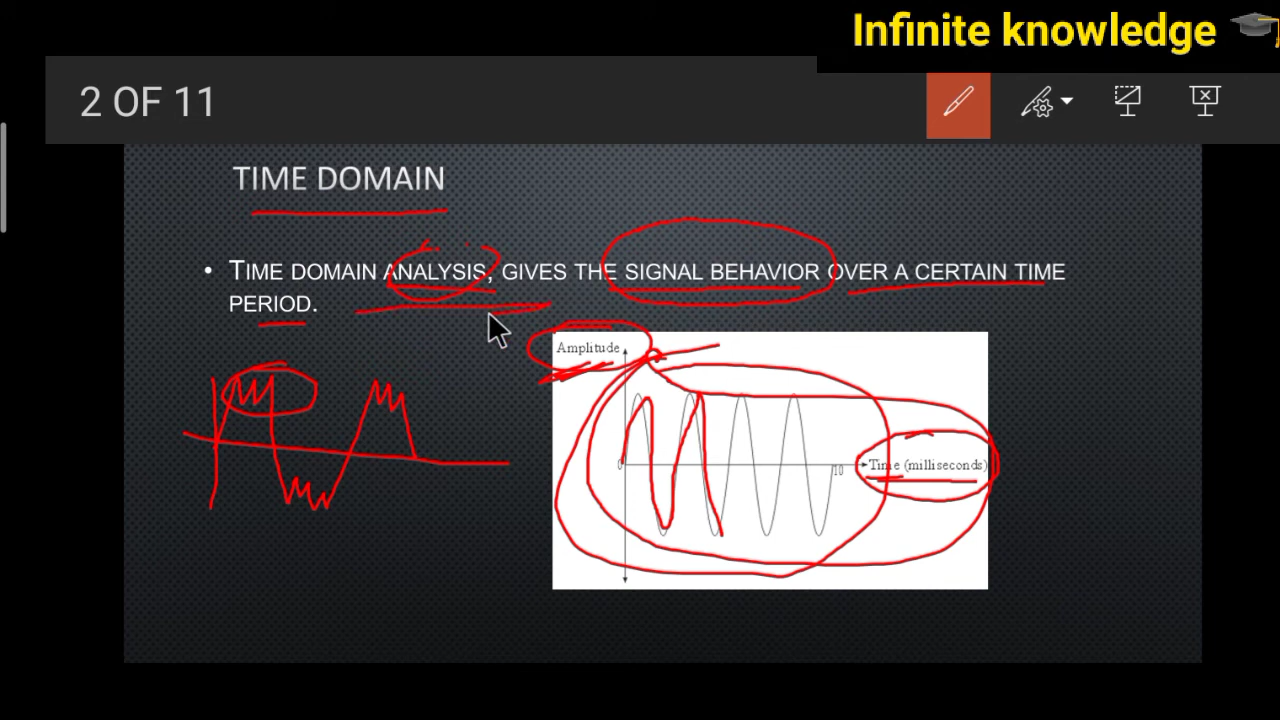 Infinite knowledge
2 OF 11
TIME DOMAIN
• TIME DOMAIN ANALYSIS, GIVES THE SIGNAL BEHAVIOR OVER A CERTAIN TIME
PERIOD.
Amplitude
0
10
Time (milliseconds)